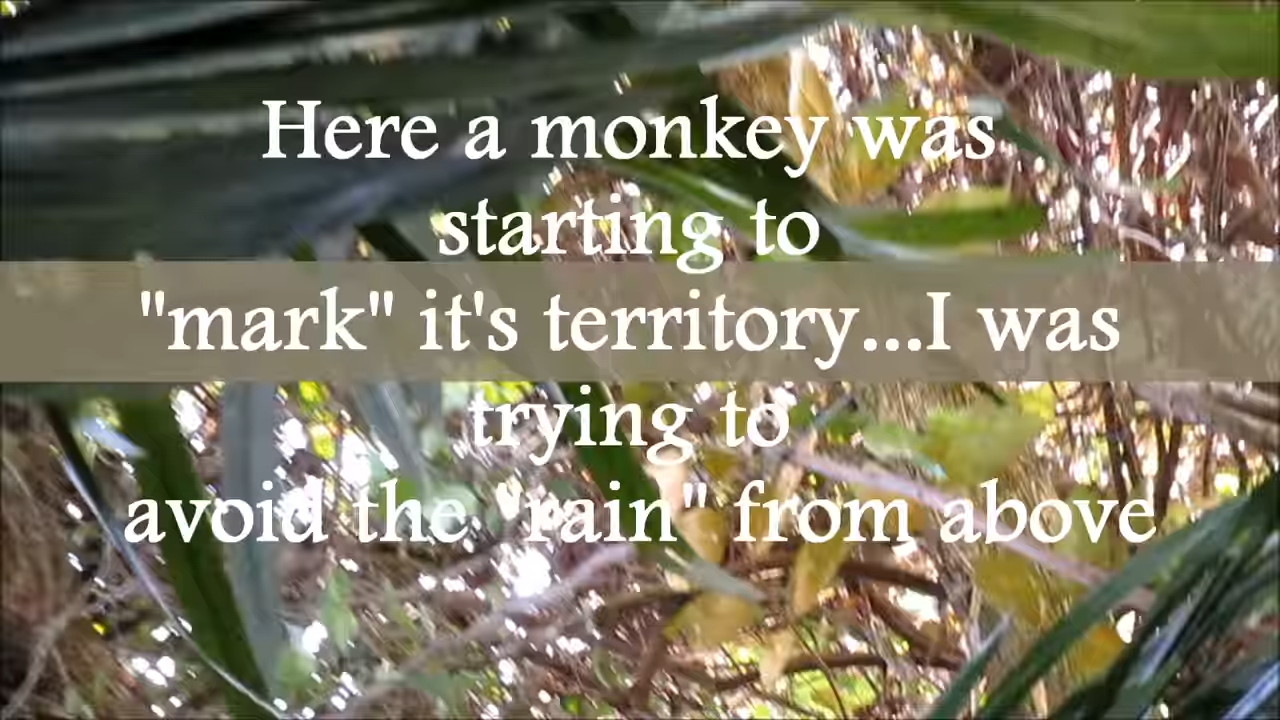 Here a monkey was
starting to
"mark" it's territory...I was
trying to
avoid the "rain" from above